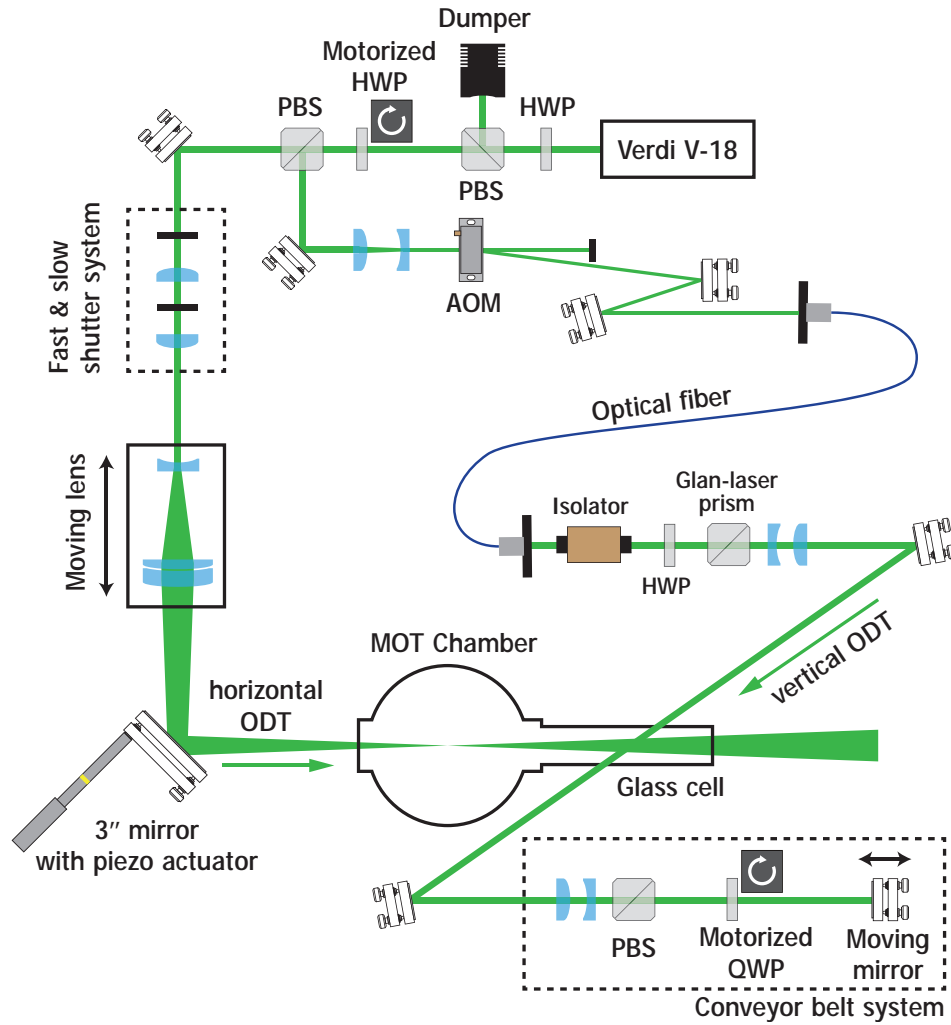 Dumper
Motorized
HWP
PBS
HWP
Verdi V-18
PBS
Fast & slow
shutter system
AOM
Optical fiber
Moving lens
Isolator
Glan-laser
prism
HWP
MOT Chamber
vertical ODT
horizontal
ODT
Glass cell
3″ mirror
with piezo actuator
PBS
Motorized
QWP
Moving
mirror
Conveyor belt system